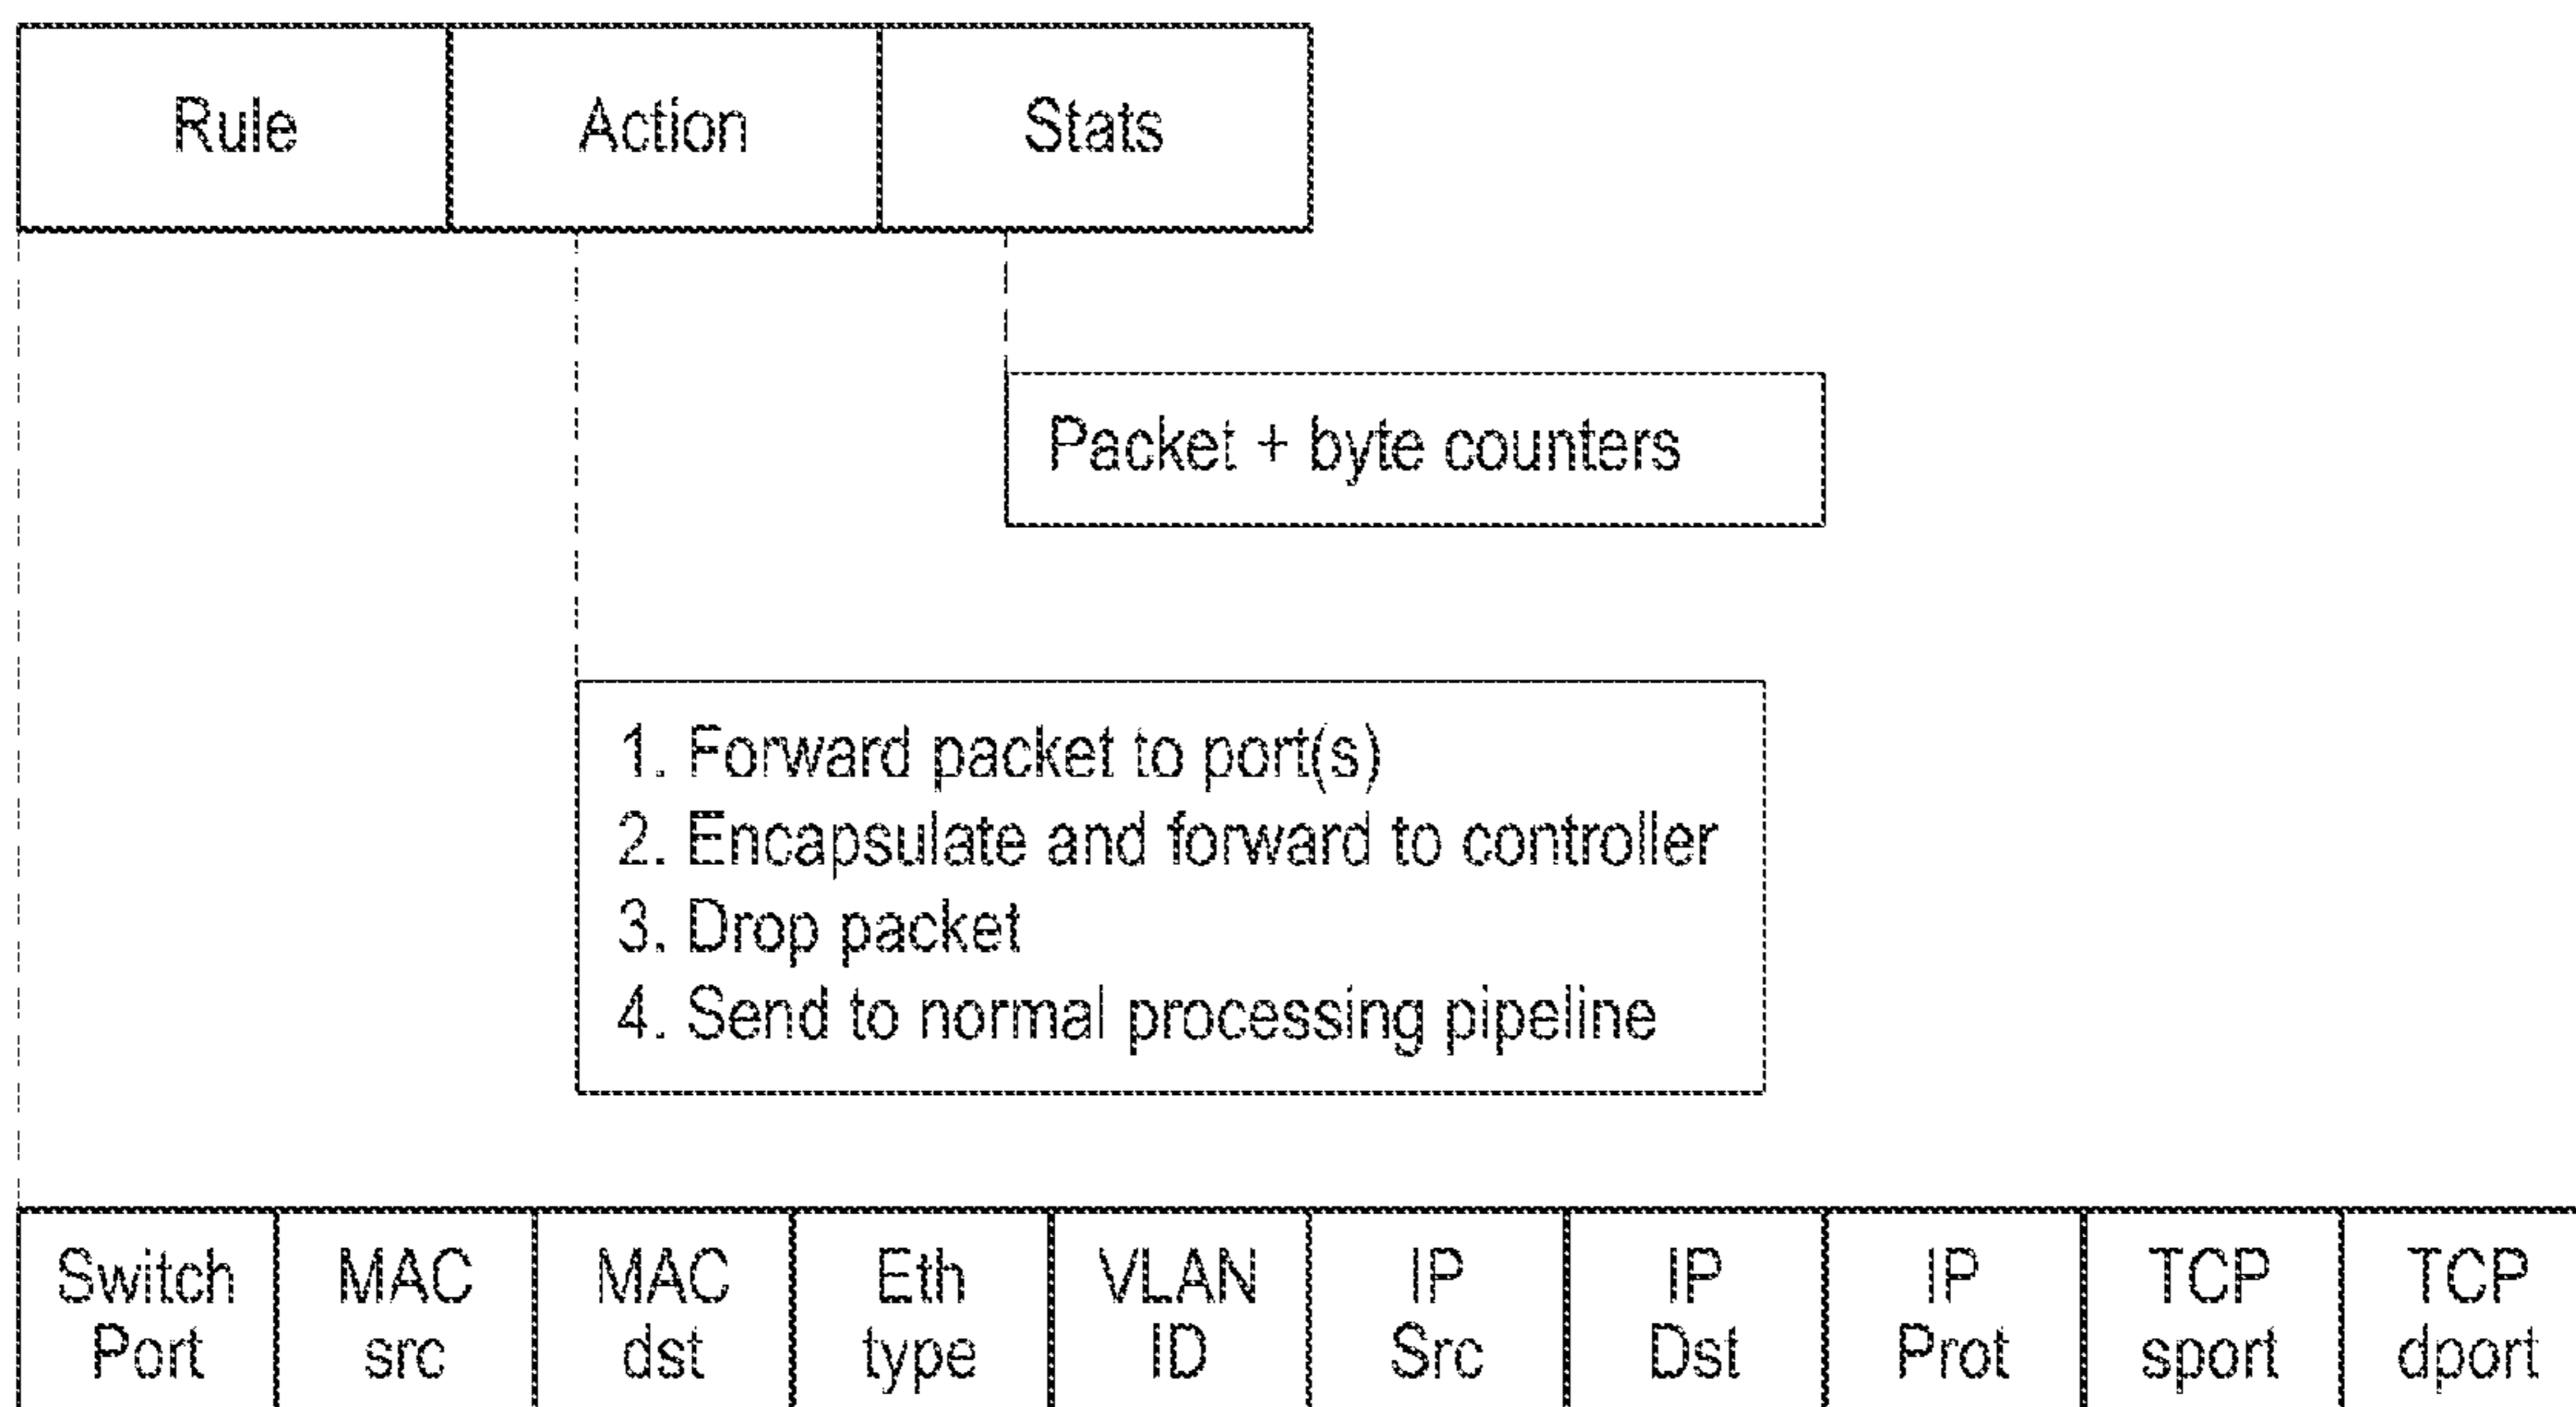 Rule Action Stats
Packet + byte counters
1. Forward packet to port(s)
2. Encapsulate and forward to controller
3. Drop packet
4. Send to normal processing pipeline
Switch MAC MAC Eth VLAN IP IP IP TCP TCP
Port src dst type ID Src Dst Prot sport dport